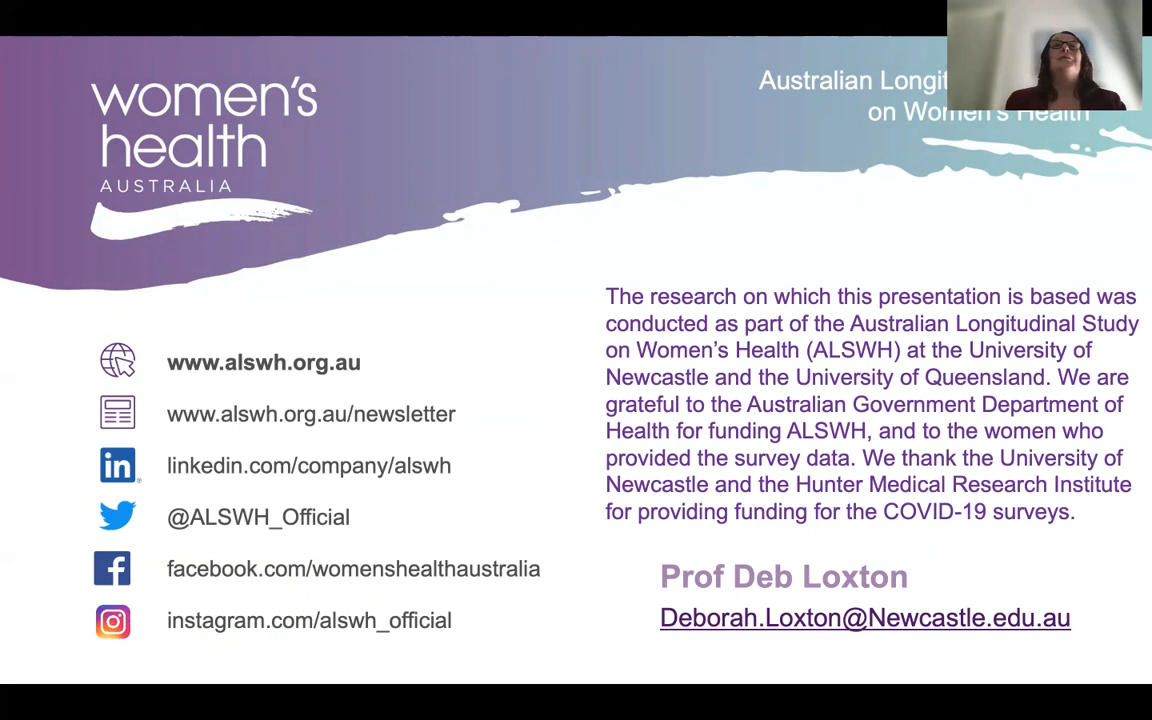 women's
health
AUSTRALIA
Australian
on Women's Health
www.alswh.org.au
www.alswh.org.au/newsletter
linkedin.com/company/alswh
@ALSWH_Official
facebook.com/womenshealthaustralia
instagram.com/alswh_official
The research on which this presentation is based was
conducted as part of the Australian Longitudinal Study
on Women's Health (ALSWH) at the University of
Newcastle and the University of Queensland. We are
grateful to the Australian Government Department of
Health for funding ALSWH, and to the women who
provided the survey data. We thank the University of
Newcastle and the Hunter Medical Research Institute
for providing funding for the COVID-19 surveys.
Prof Deb Loxton
Deborah.Loxton@Newcastle.edu.au